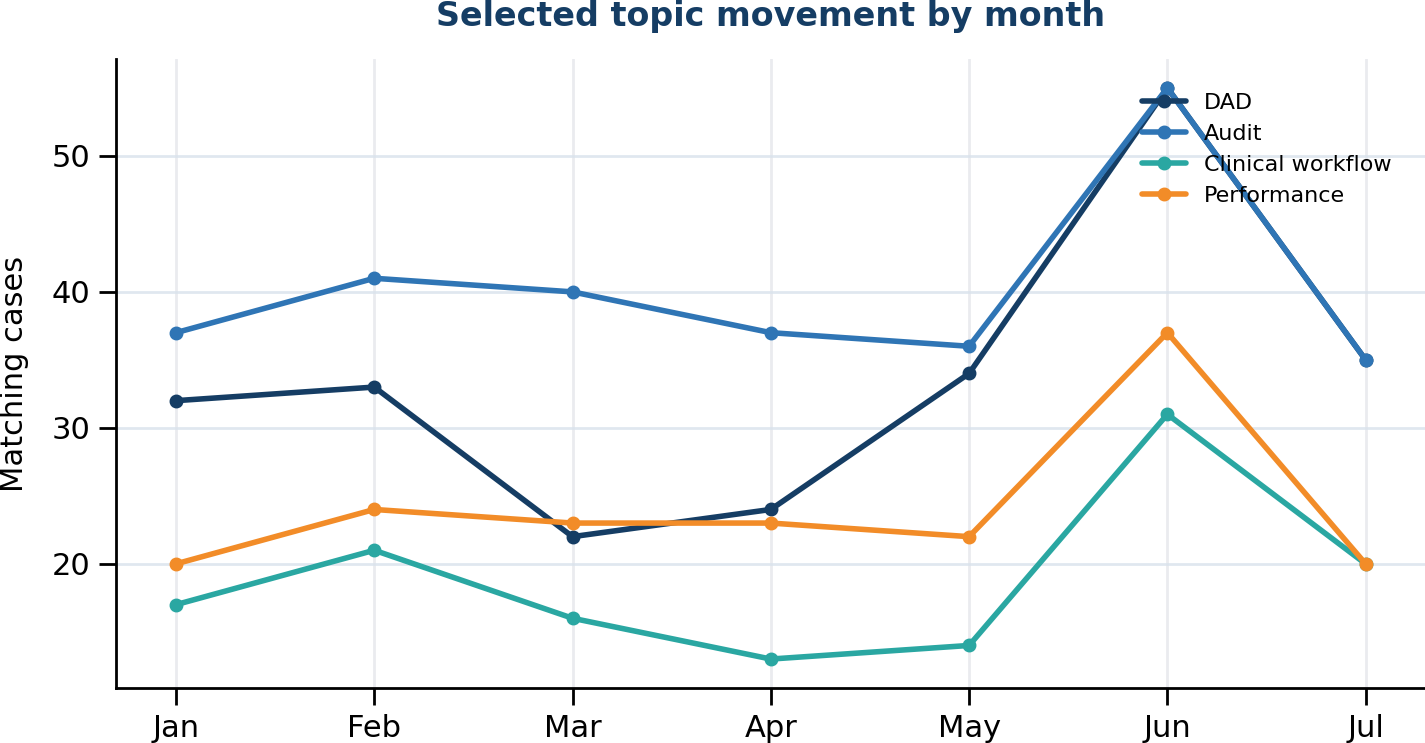 Selected topic movement by month
DAD
Audit
Clinical workflow
Performance
Matching cases
50
40
30
20
Jan Feb Mar Apr May Jun Jul